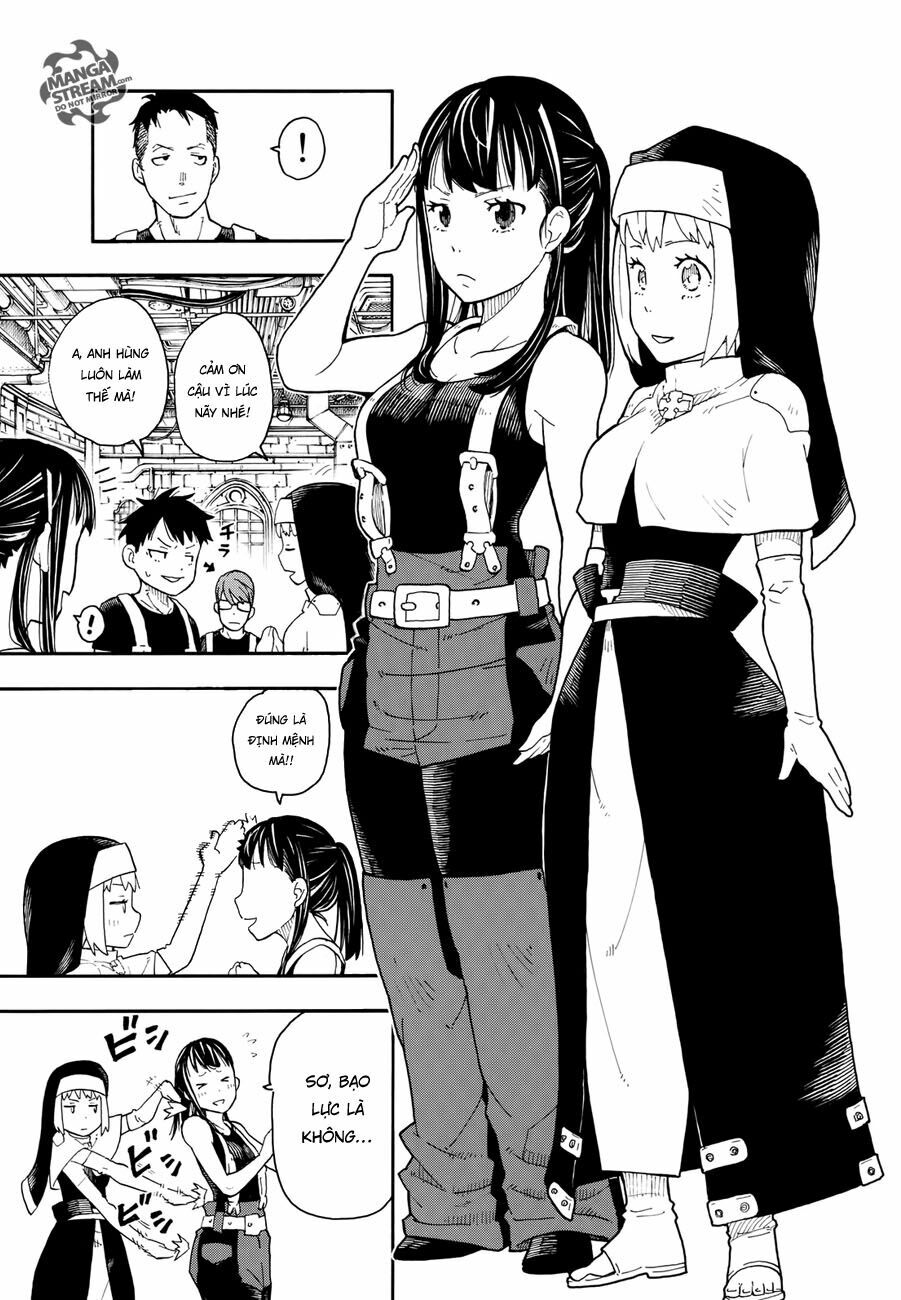 MANGA
STREAM.com
DO NOT MIRROR
!
CẢM ƠN
CẬU VÌ LÚC
NÃY NHÉ!
A, ANH HÙNG
LUÔN LÀM
THẾ MÀ!
チラ
!
ĐÚNG LÀ
ĐỊNH MỆNH
MÀ!!
SƠ, BẠO
LỰC LÀ
KHÔNG...
ビシ
ビシ
ビシ